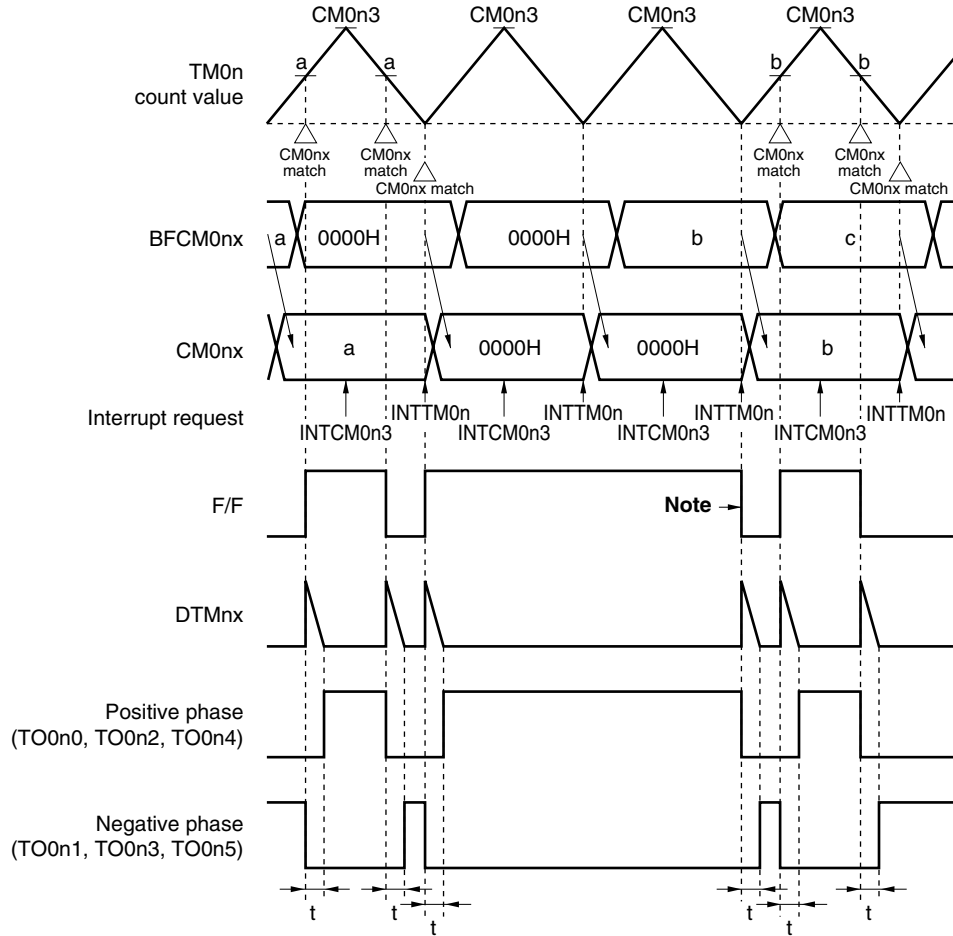 CM0n3 CM0n3 CM0n3 CM0n3
a a b b
TM0n
count value
CM0nx match CM0nx match CM0nx match CM0nx match
CM0nx match CM0nx match
BFCM0nx a 0000H 0000H b c
CM0nx a 0000H 0000H b
Interrupt request INTTM0n INTTM0n INTTM0n INTTM0n
INTCM0n3 INTCM0n3 INTCM0n3 INTCM0n3
F/F Note
DTMnx
Positive phase
(TO0n0, TO0n2, TO0n4)
Negative phase
(TO0n1, TO0n3, TO0n5)
t t t t t t